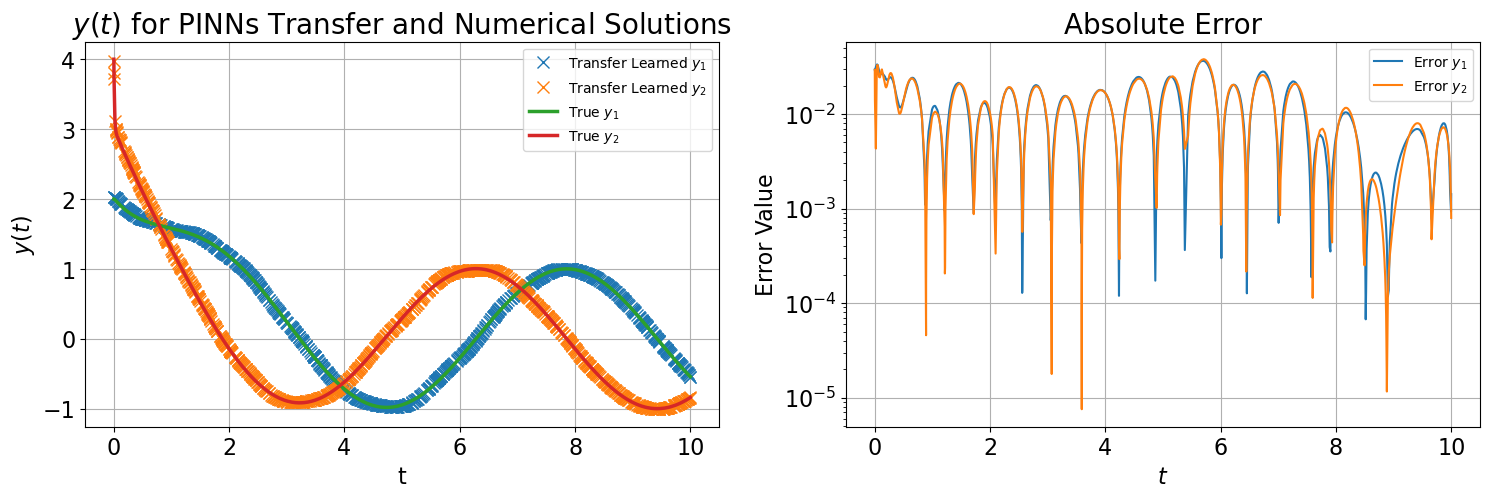 y(t) for PINNs Transfer and Numerical Solutions
y(t)
4
3
2
1
0
−1
0 2 4 6 8 10
t
Transfer Learned y₁
Transfer Learned y₂
True y₁
True y₂
Absolute Error
Error Value
10⁻²
10⁻³
10⁻⁴
10⁻⁵
0 2 4 6 8 10
t
Error y₁
Error y₂